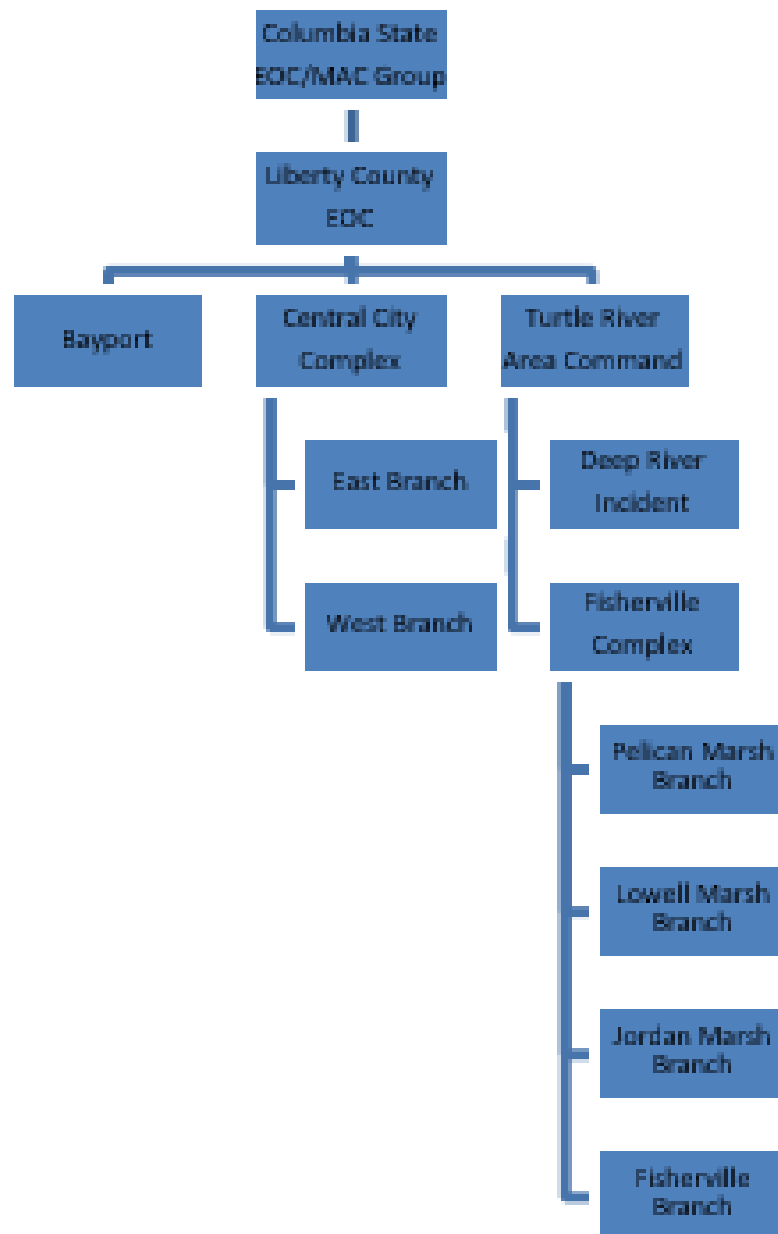 Columbia State
EOC/MAC Group
Liberty County
EOC
Bayport
Central City
Complex
Turtle River
Area Command
East Branch
Deep River
Incident
West Branch
Fisherville
Complex
Pelican Marsh
Branch
Lowell Marsh
Branch
Jordan Marsh
Branch
Fisherville
Branch